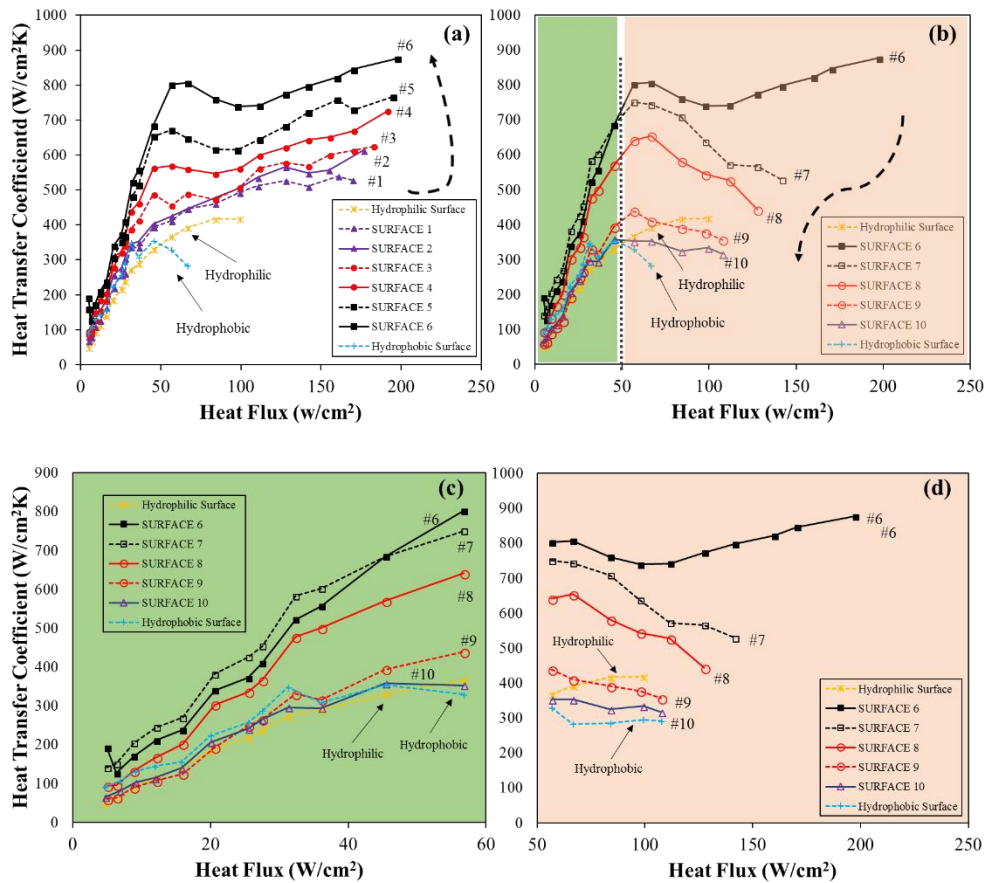 (a)
Heat Transfer Coefficientd (W/cm²K)
1000
900
800
700
600
500
400
300
200
100
0
0 50 100 150 200 250
Heat Flux (w/cm²)
#6
#5
#4
#3
#2
#1
Hydrophilic
Hydrophobic
Hydrophilic Surface
SURFACE 1
SURFACE 2
SURFACE 3
SURFACE 4
SURFACE 5
SURFACE 6
Hydrophobic Surface
(b)
1000
900
800
700
600
500
400
300
200
100
0
0 50 100 150 200 250
Heat Flux (w/cm²)
#6
#7
#8
#9
#10
Hydrophilic
Hydrophobic
Hydrophilic Surface
SURFACE 6
SURFACE 7
SURFACE 8
SURFACE 9
SURFACE 10
Hydrophobic Surface
(c)
Heat Transfer Coefficient (W/cm²K)
900
800
700
600
500
400
300
200
100
0
0 20 40 60
Heat Flux (W/cm²)
Hydrophilic Surface
SURFACE 6
SURFACE 7
SURFACE 8
SURFACE 9
SURFACE 10
Hydrophobic Surface
#6
#7
#8
#9
#10
Hydrophilic
Hydrophobic
(d)
1000
900
800
700
600
500
400
300
200
100
0
50 100 150 200 250
Heat Flux (W/cm²)
#6
#6
#7
#8
#9
#10
Hydrophilic
Hydrophobic
Hydrophilic Surface
SURFACE 6
SURFACE 7
SURFACE 8
SURFACE 9
SURFACE 10
Hydrophobic Surface